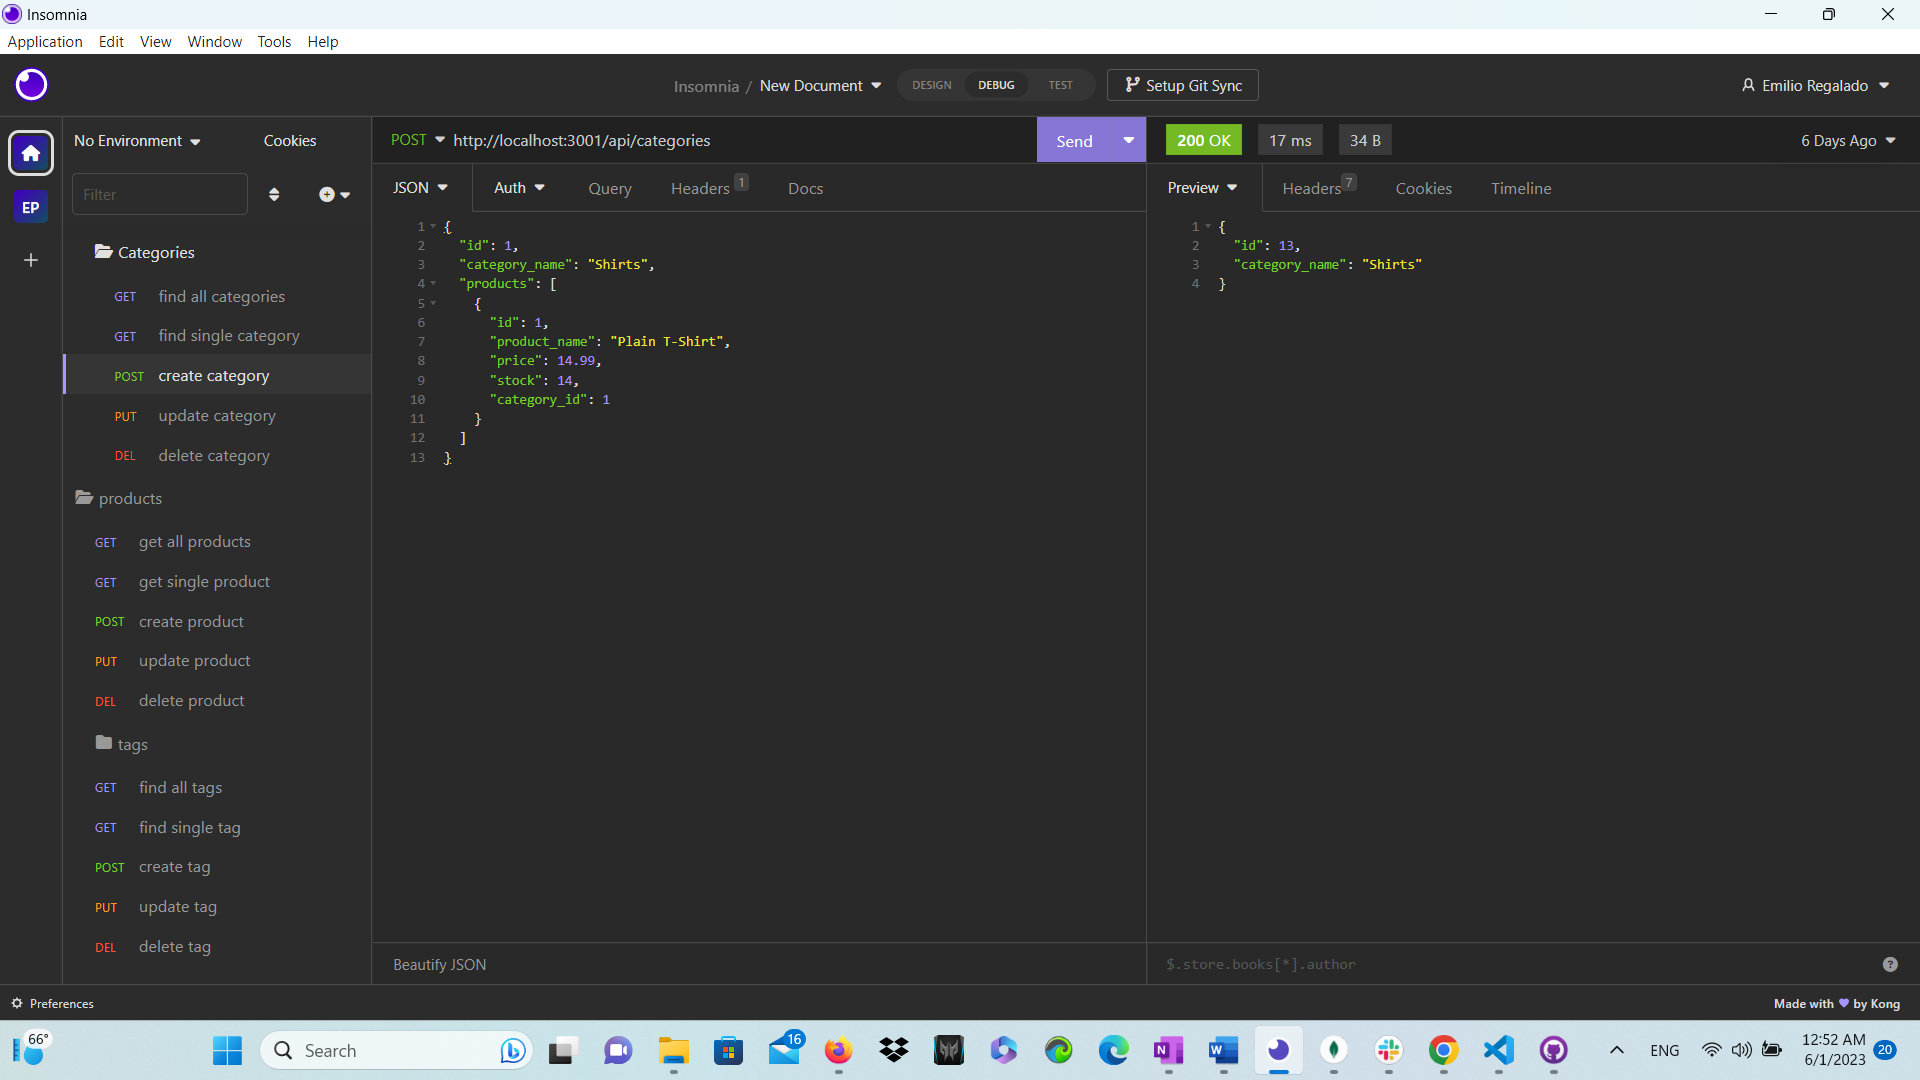 Insomnia
Application Edit View Window Tools Help
Insomnia / New Document DESIGN DEBUG TEST Setup Git Sync Emilio Regalado
No Environment Cookies
POST http://localhost:3001/api/categories Send
200 OK 17 ms 34 B 6 Days Ago
EP
Filter
JSON Auth Query Headers 1 Docs
Preview Headers 7 Cookies Timeline
Categories
GET find all categories
GET find single category
POST create category
PUT update category
DEL delete category
products
GET get all products
GET get single product
POST create product
PUT update product
DEL delete product
tags
GET find all tags
GET find single tag
POST create tag
PUT update tag
DEL delete tag
1 {
2 "id": 1,
3 "category_name": "Shirts",
4 "products": [
5 {
6 "id": 1,
7 "product_name": "Plain T-Shirt",
8 "price": 14.99,
9 "stock": 14,
10 "category_id": 1
11 }
12 ]
13 }
1 {
2 "id": 13,
3 "category_name": "Shirts"
4 }
Beautify JSON
$.store.books[*].author
?
Preferences
Made with by Kong
66°
Search
16
ENG
12:52 AM
6/1/2023
20